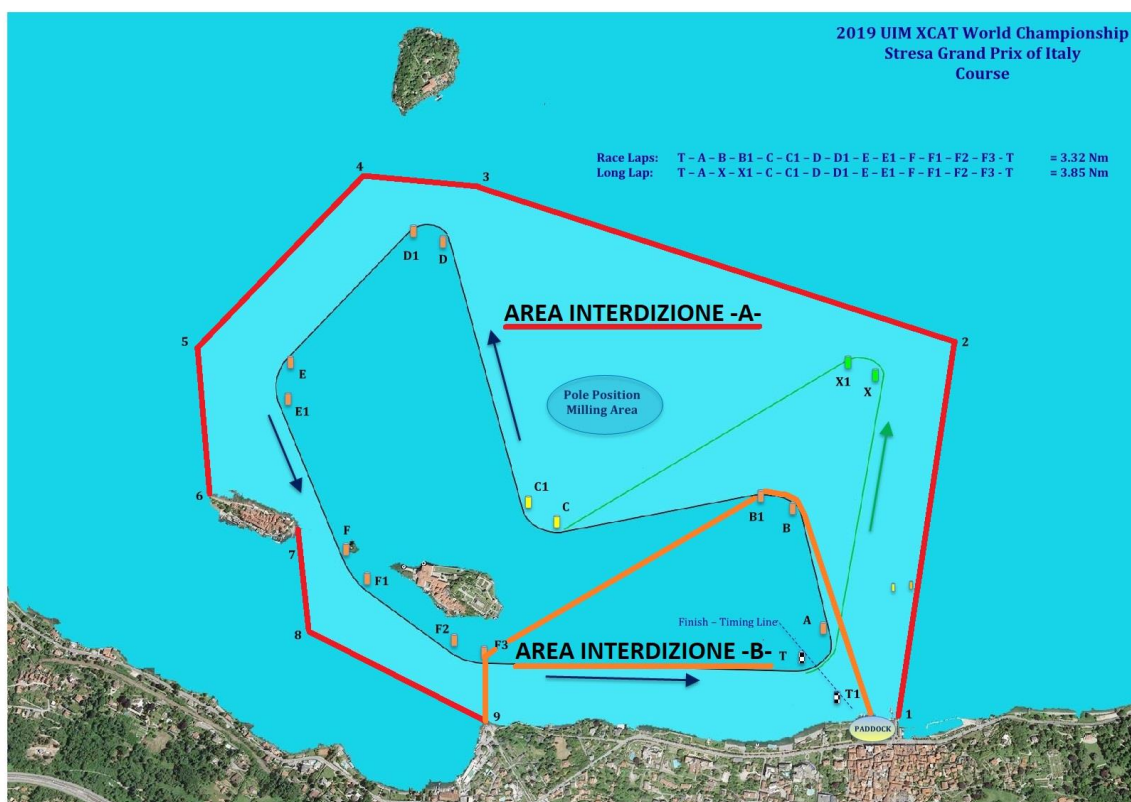 2019 UIM XCAT World Championship
Stresa Grand Prix of Italy
Course
Race Laps: T – A – B – B1 – C – C1 – D – D1 – E – E1 – F – F1 – F2 – F3 - T = 3.32 Nm
Long Lap: T – A – X – X1 – C – C1 – D – D1 – E – E1 – F – F1 – F2 – F3 - T = 3.85 Nm
4
3
D1
D
AREA INTERDIZIONE -A-
2
5
E
X1
X
Pole Position
Milling Area
E1
C1
C
6
B1
B
7
F
F1
8
A
Finish – Timing Line
F2
F3
AREA INTERDIZIONE -B-
T
T1
9
1
PADDOCK